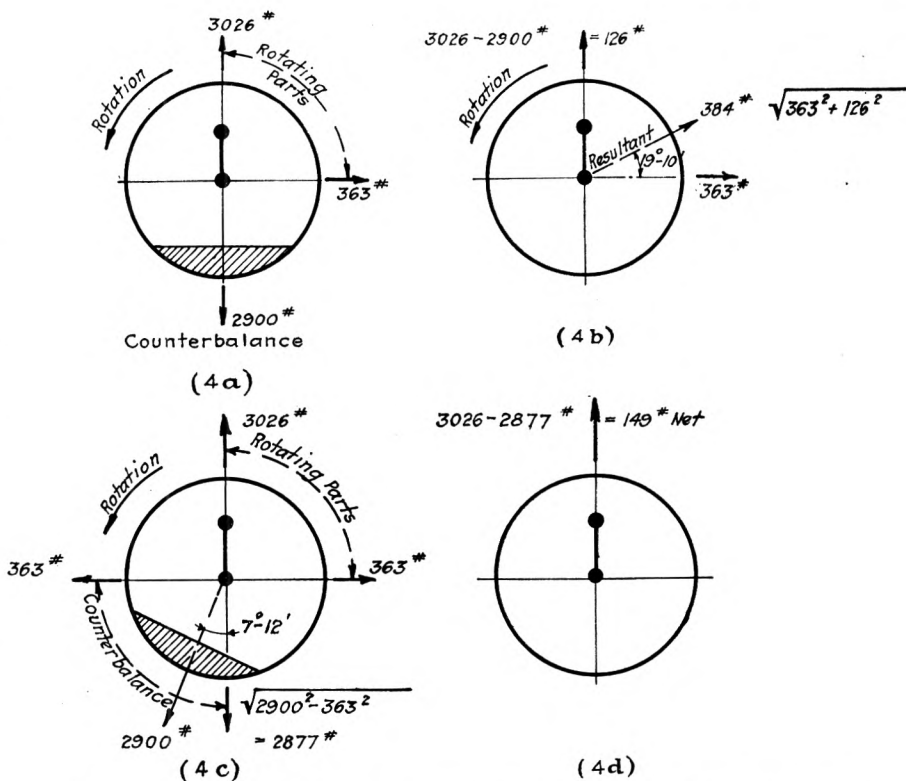 3026#
Rotating
Parts
Rotation
363#
2900#
Counterbalance
(4a)
3026-2900# = 126#
Rotation
384# √363²+126²
Resultant
19°-10'
363#
(4b)
3026#
Rotating Parts
Rotation
363#
363#
Counterbalance
7°-12'
√2900²-363²
2900#
= 2877#
(4c)
3026-2877# = 149# Net
(4d)